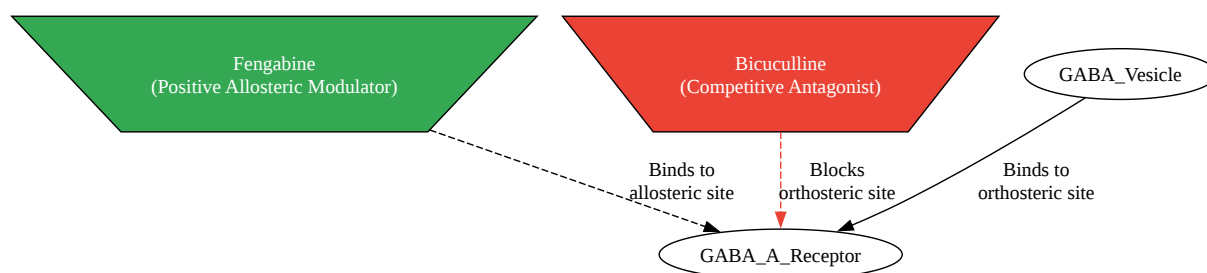 Fengabine
(Positive Allosteric Modulator)
Bicuculline
(Competitive Antagonist)
GABA_Vesicle
Binds to
allosteric site
Blocks
orthosteric site
Binds to
orthosteric site
GABA_A_Receptor